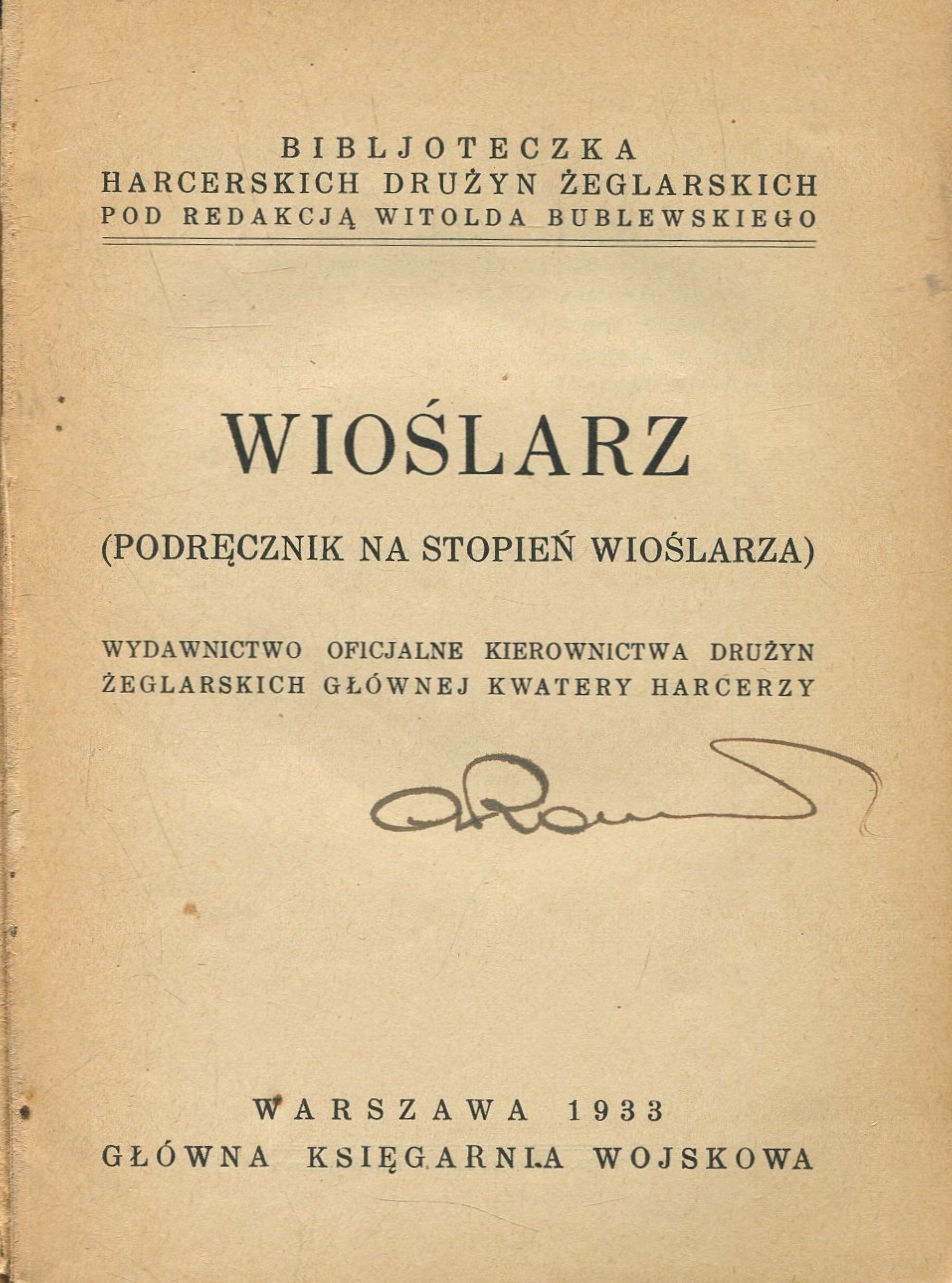 BIBLJOTECZKA
HARCERSKICH DRUŻYN ŻEGLARSKICH
POD REDAKCJĄ WITOLDA BUBLEWSKIEGO
WIOŚLARZ
(PODRĘCZNIK NA STOPIEŃ WIOŚLARZA)
WYDAWNICTWO OFICJALNE KIEROWNICTWA DRUŻYN
ŻEGLARSKICH GŁÓWNEJ KWATERY HARCERZY
WARSZAWA 1933
GŁÓWNA KSIĘGARNIA WOJSKOWA